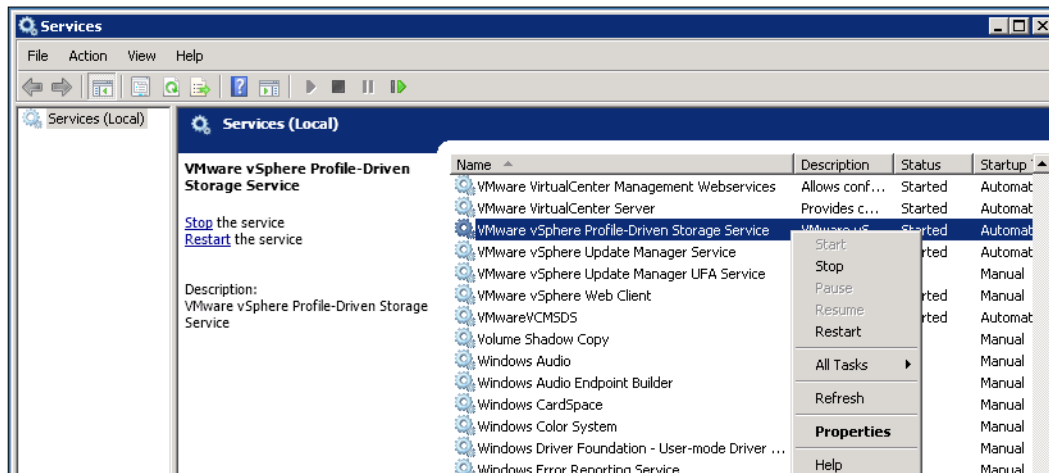 Services
File Action View Help
Services (Local)
Services (Local)
VMware vSphere Profile-Driven
Storage Service
Stop the service
Restart the service
Description:
VMware vSphere Profile-Driven Storage
Service
Name Description Status Startup
VMware VirtualCenter Management Webservices Allows conf... Started Automat
VMware VirtualCenter Server Provides c... Started Automat
VMware vSphere Profile-Driven Storage Service VMware vS Started Automat
VMware vSphere Update Manager Service rted Automat
VMware vSphere Update Manager UFA Service Manual
VMware vSphere Web Client rted Manual
VMwareVCMSDS rted Automat
Volume Shadow Copy Manual
Windows Audio Manual
Windows Audio Endpoint Builder Manual
Windows CardSpace Manual
Windows Color System Manual
Windows Driver Foundation - User-mode Driver ... Manual
Windows Error Reporting Service Manual
Start
Stop
Pause
Resume
Restart
All Tasks
Refresh
Properties
Help